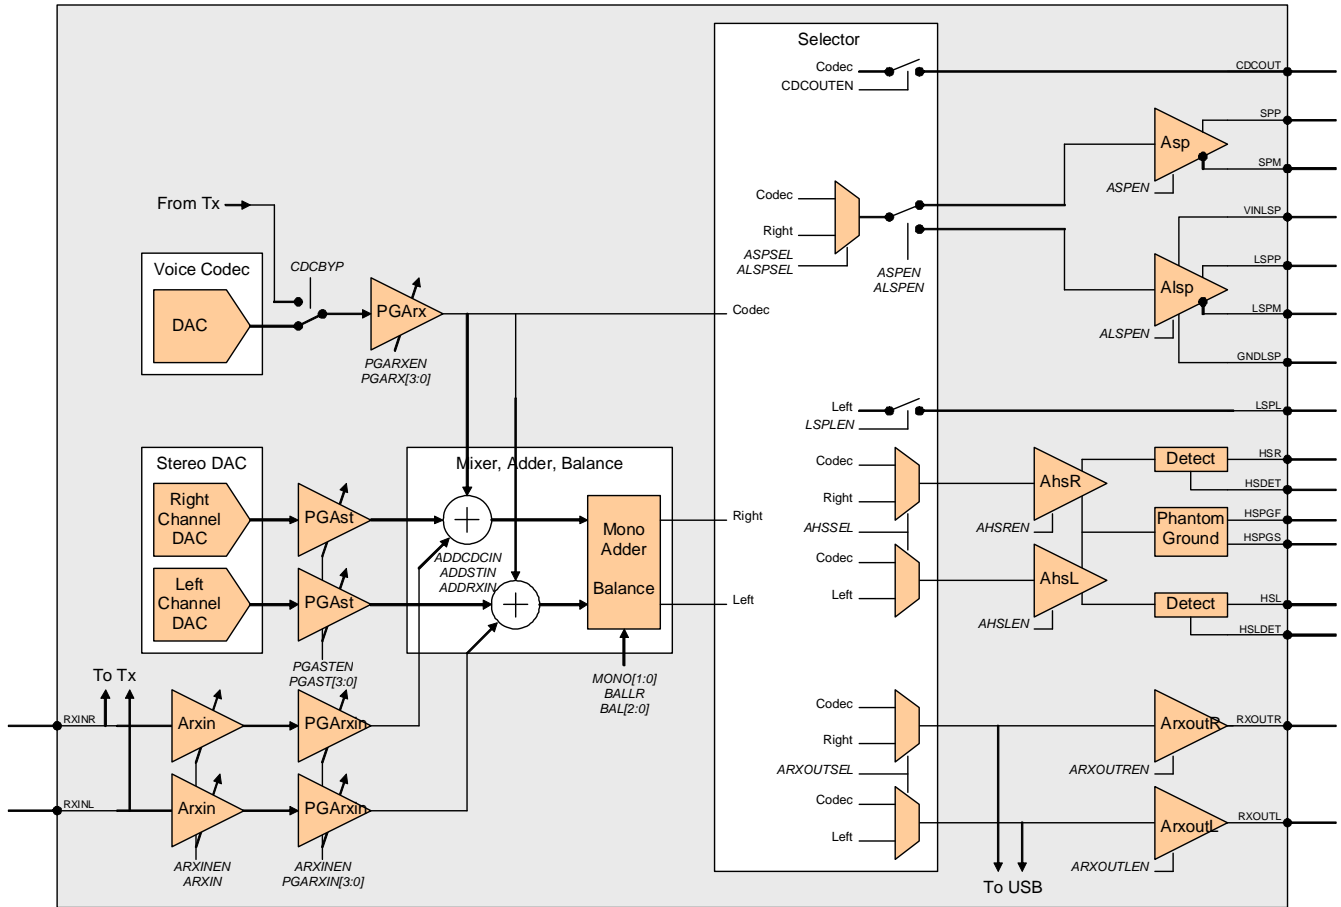 Selector
Codec
CDCOUTEN
CDCOUT
SPP
Asp
SPM
ASPEN
Codec
Right
ASPSEL
ALSPSEL
ASPEN
ALSPEN
VINLSP
LSPP
Alsp
LSPM
ALSPEN
GNDLSP
From Tx
Voice Codec
DAC
CDCBYP
PGArx
PGARXEN
PGARX[3:0]
Codec
Left
LSPLEN
LSPL
Stereo DAC
Right
Channel
DAC
Left
Channel
DAC
PGAst
PGAst
PGASTEN
PGAST[3:0]
Mixer, Adder, Balance
ADDCDCIN
ADDSTIN
ADDRXIN
Mono
Adder
Balance
MONO[1:0]
BALLR
BAL[2:0]
Right
Left
Codec
Right
AHSSEL
Codec
Left
AhsR
AHSREN
AhsL
AHSLEN
Detect
HSR
HSDET
Phantom
Ground
HSPGF
HSPGS
Detect
HSL
HSLDET
To Tx
RXINR
Arxin
PGArxin
RXINL
Arxin
PGArxin
ARXINEN
ARXIN
ARXINEN
PGARXIN[3:0]
Codec
Right
ARXOUTSEL
Codec
Left
To USB
ArxoutR
RXOUTR
ARXOUTREN
ArxoutL
RXOUTL
ARXOUTLEN